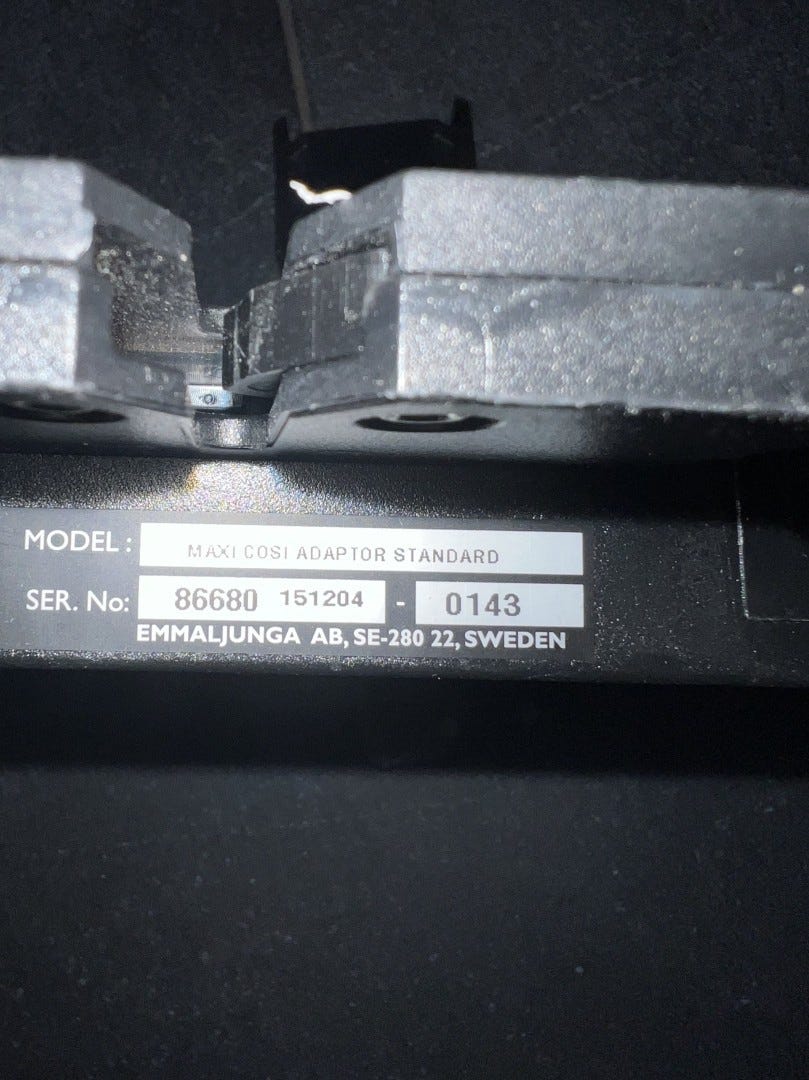 MODEL: MAXI COSI ADAPTOR STANDARD
SER. No: 86680 151204 - 0143
EMMALJUNGA AB, SE-280 22, SWEDEN